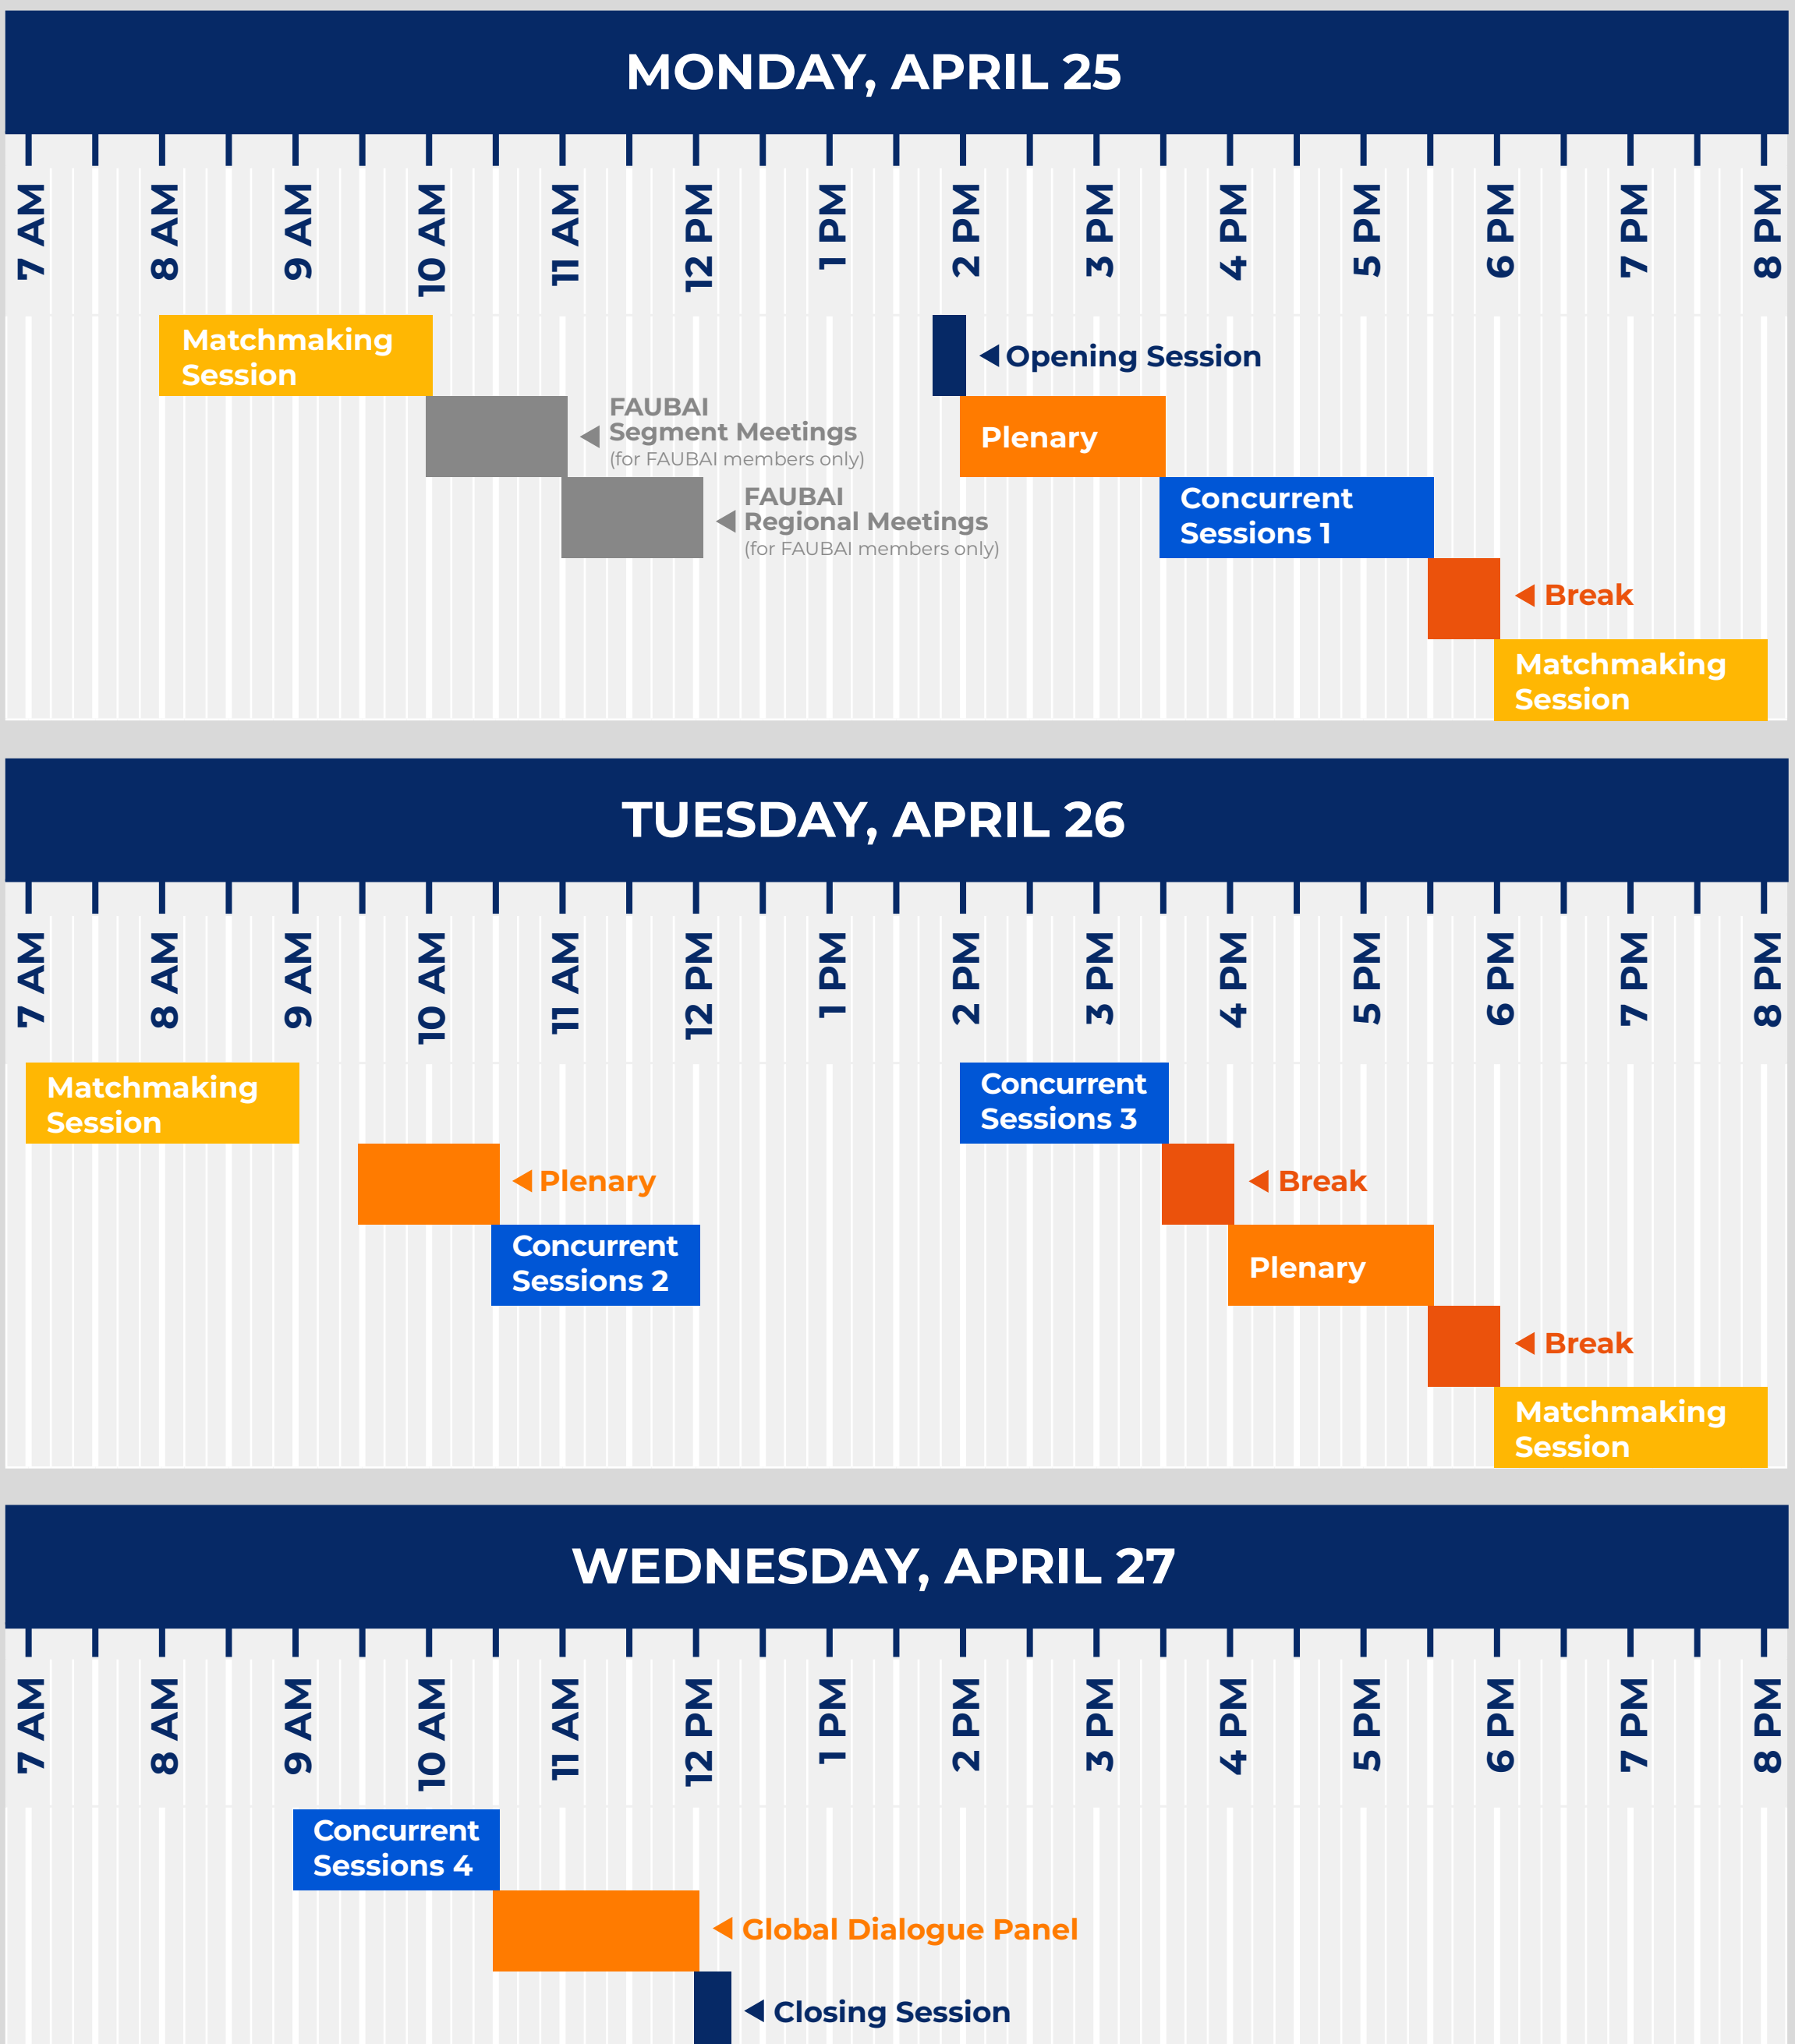 MONDAY, APRIL 25
7 AM
8 AM
9 AM
10 AM
11 AM
12 PM
1 PM
2 PM
3 PM
4 PM
5 PM
6 PM
7 PM
8 PM
Matchmaking
Session
Opening Session
FAUBAI
Segment Meetings
(for FAUBAI members only)
Plenary
FAUBAI
Regional Meetings
(for FAUBAI members only)
Concurrent
Sessions 1
Break
Matchmaking
Session
TUESDAY, APRIL 26
7 AM
8 AM
9 AM
10 AM
11 AM
12 PM
1 PM
2 PM
3 PM
4 PM
5 PM
6 PM
7 PM
8 PM
Matchmaking
Session
Concurrent
Sessions 3
Plenary
Break
Concurrent
Sessions 2
Plenary
Break
Matchmaking
Session
WEDNESDAY, APRIL 27
7 AM
8 AM
9 AM
10 AM
11 AM
12 PM
1 PM
2 PM
3 PM
4 PM
5 PM
6 PM
7 PM
8 PM
Concurrent
Sessions 4
Global Dialogue Panel
Closing Session